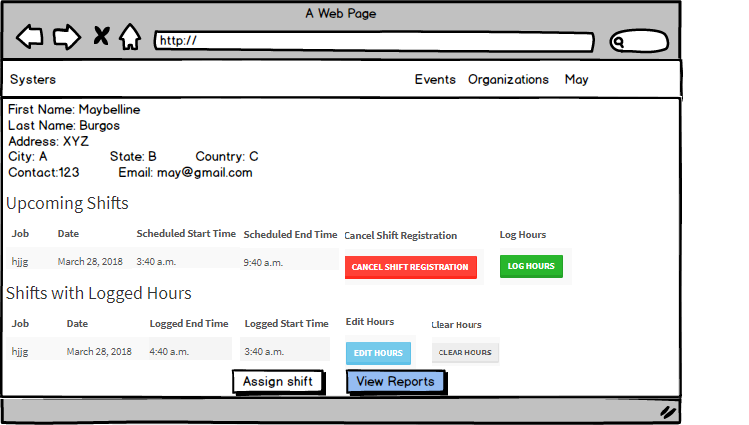 A Web Page
http://
Systers Events Organizations May
First Name: Maybelline
Last Name: Burgos
Address: XYZ
City: A State: B Country: C
Contact:123 Email: may@gmail.com
Upcoming Shifts
Job Date Scheduled Start Time Scheduled End Time Cancel Shift Registration Log Hours
hjjg March 28, 2018 3:40 a.m. 9:40 a.m. CANCEL SHIFT REGISTRATION LOG HOURS
Shifts with Logged Hours
Job Date Logged End Time Logged Start Time Edit Hours Clear Hours
hjjg March 28, 2018 4:40 a.m. 3:40 a.m. EDIT HOURS CLEAR HOURS
Assign shift View Reports